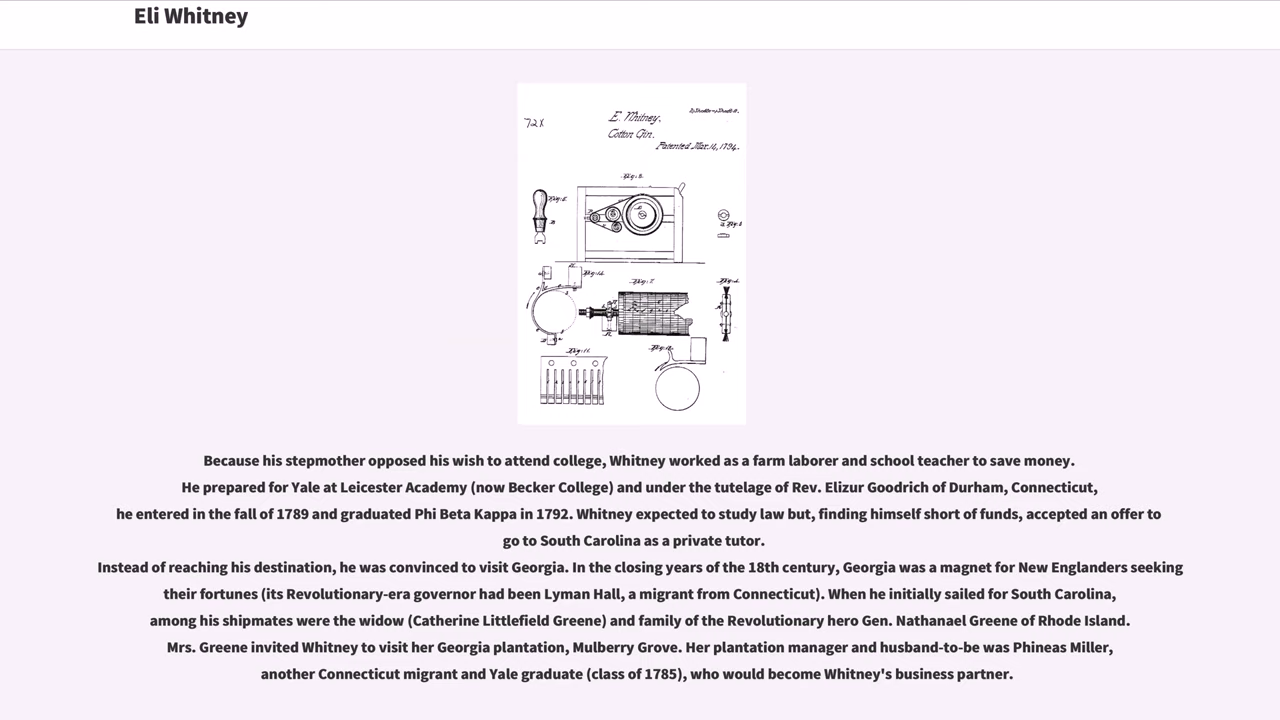 Eli Whitney
72X
E. Whitney,
Cotton Gin.
Patented Mar. 14, 1794.
Because his stepmother opposed his wish to attend college, Whitney worked as a farm laborer and school teacher to save money.
He prepared for Yale at Leicester Academy (now Becker College) and under the tutelage of Rev. Elizur Goodrich of Durham, Connecticut,
he entered in the fall of 1789 and graduated Phi Beta Kappa in 1792. Whitney expected to study law but, finding himself short of funds, accepted an offer to
go to South Carolina as a private tutor.
Instead of reaching his destination, he was convinced to visit Georgia. In the closing years of the 18th century, Georgia was a magnet for New Englanders seeking
their fortunes (its Revolutionary-era governor had been Lyman Hall, a migrant from Connecticut). When he initially sailed for South Carolina,
among his shipmates were the widow (Catherine Littlefield Greene) and family of the Revolutionary hero Gen. Nathanael Greene of Rhode Island.
Mrs. Greene invited Whitney to visit her Georgia plantation, Mulberry Grove. Her plantation manager and husband-to-be was Phineas Miller,
another Connecticut migrant and Yale graduate (class of 1785), who would become Whitney's business partner.